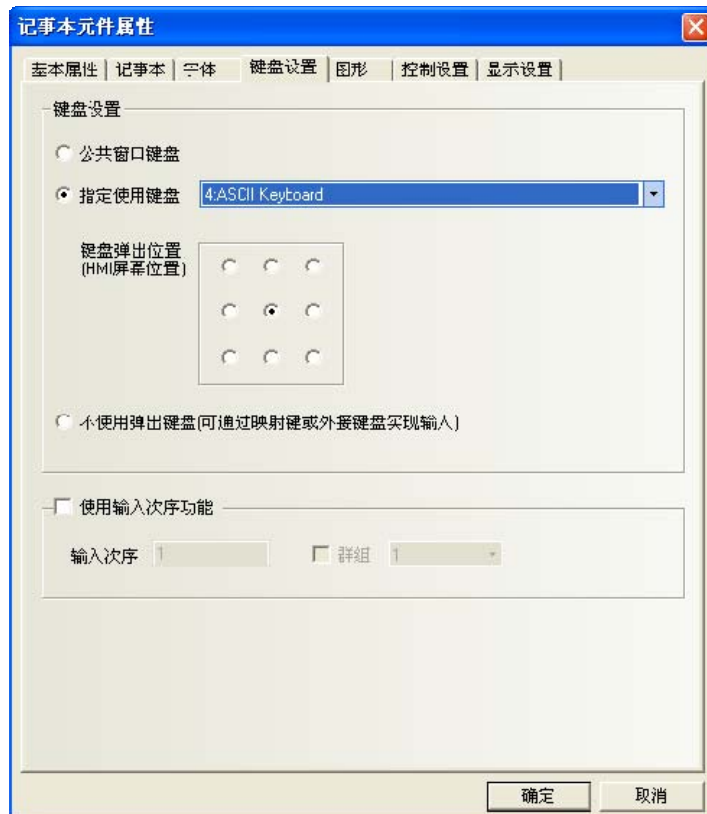 记事本元件属性
基本属性 记事本 字体 键盘设置 图形 控制设置 显示设置
键盘设置
公共窗口键盘
指定使用键盘 4:ASCII Keyboard
键盘弹出位置
(HMI屏幕位置)
不使用弹出键盘(可通过映射键或外接键盘实现输入)
使用输入次序功能
输入次序 1 群组 1
确定 取消